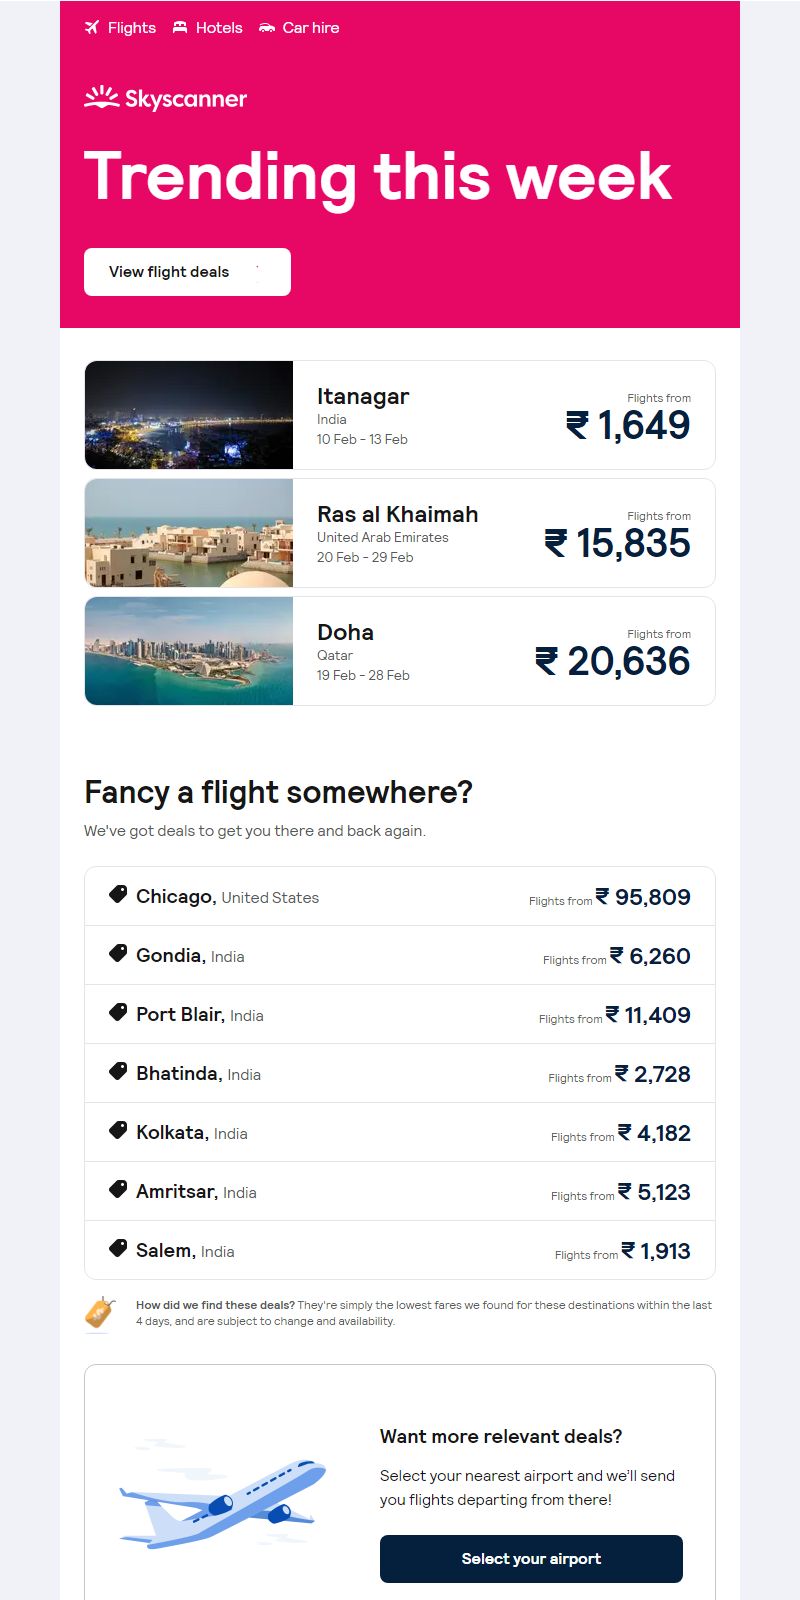 Flights Hotels Car hire
Skyscanner
Trending this week
View flight deals
Itanagar
India
10 Feb - 13 Feb
Flights from
₹ 1,649
Ras al Khaimah
United Arab Emirates
20 Feb - 29 Feb
Flights from
₹ 15,835
Doha
Qatar
19 Feb - 28 Feb
Flights from
₹ 20,636
Fancy a flight somewhere?
We've got deals to get you there and back again.
Chicago, United States Flights from ₹ 95,809
Gondia, India Flights from ₹ 6,260
Port Blair, India Flights from ₹ 11,409
Bhatinda, India Flights from ₹ 2,728
Kolkata, India Flights from ₹ 4,182
Amritsar, India Flights from ₹ 5,123
Salem, India Flights from ₹ 1,913
How did we find these deals? They're simply the lowest fares we found for these destinations within the last
4 days, and are subject to change and availability.
Want more relevant deals?
Select your nearest airport and we'll send
you flights departing from there!
Select your airport